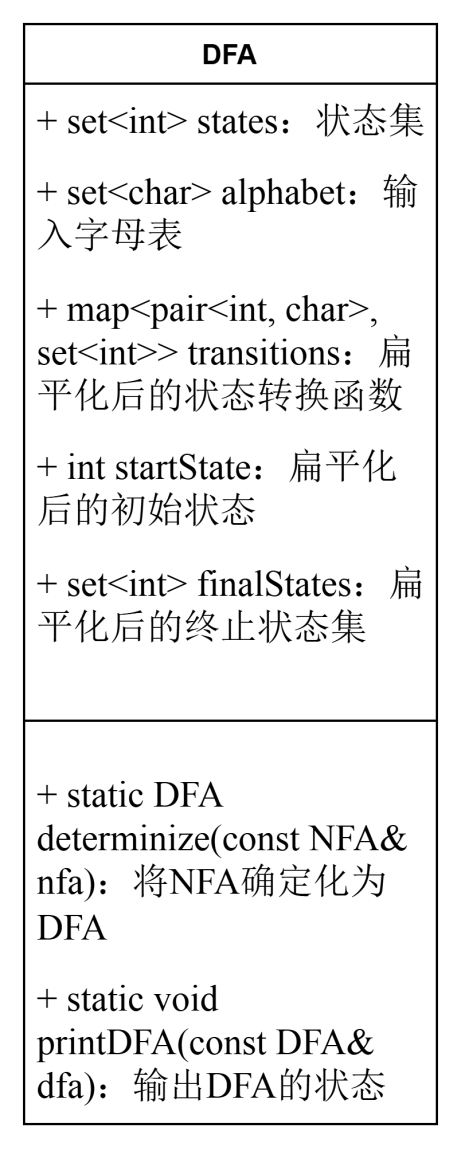 DFA
+ set<int> states：状态集
+ set<char> alphabet：输
入字母表
+ map<pair<int, char>,
set<int>> transitions：扁
平化后的状态转换函数
+ int startState：扁平化
后的初始状态
+ set<int> finalStates：扁
平化后的终止状态集
+ static DFA
determinize(const NFA&
nfa)：将NFA确定化为
DFA
+ static void
printDFA(const DFA&
dfa)：输出DFA的状态